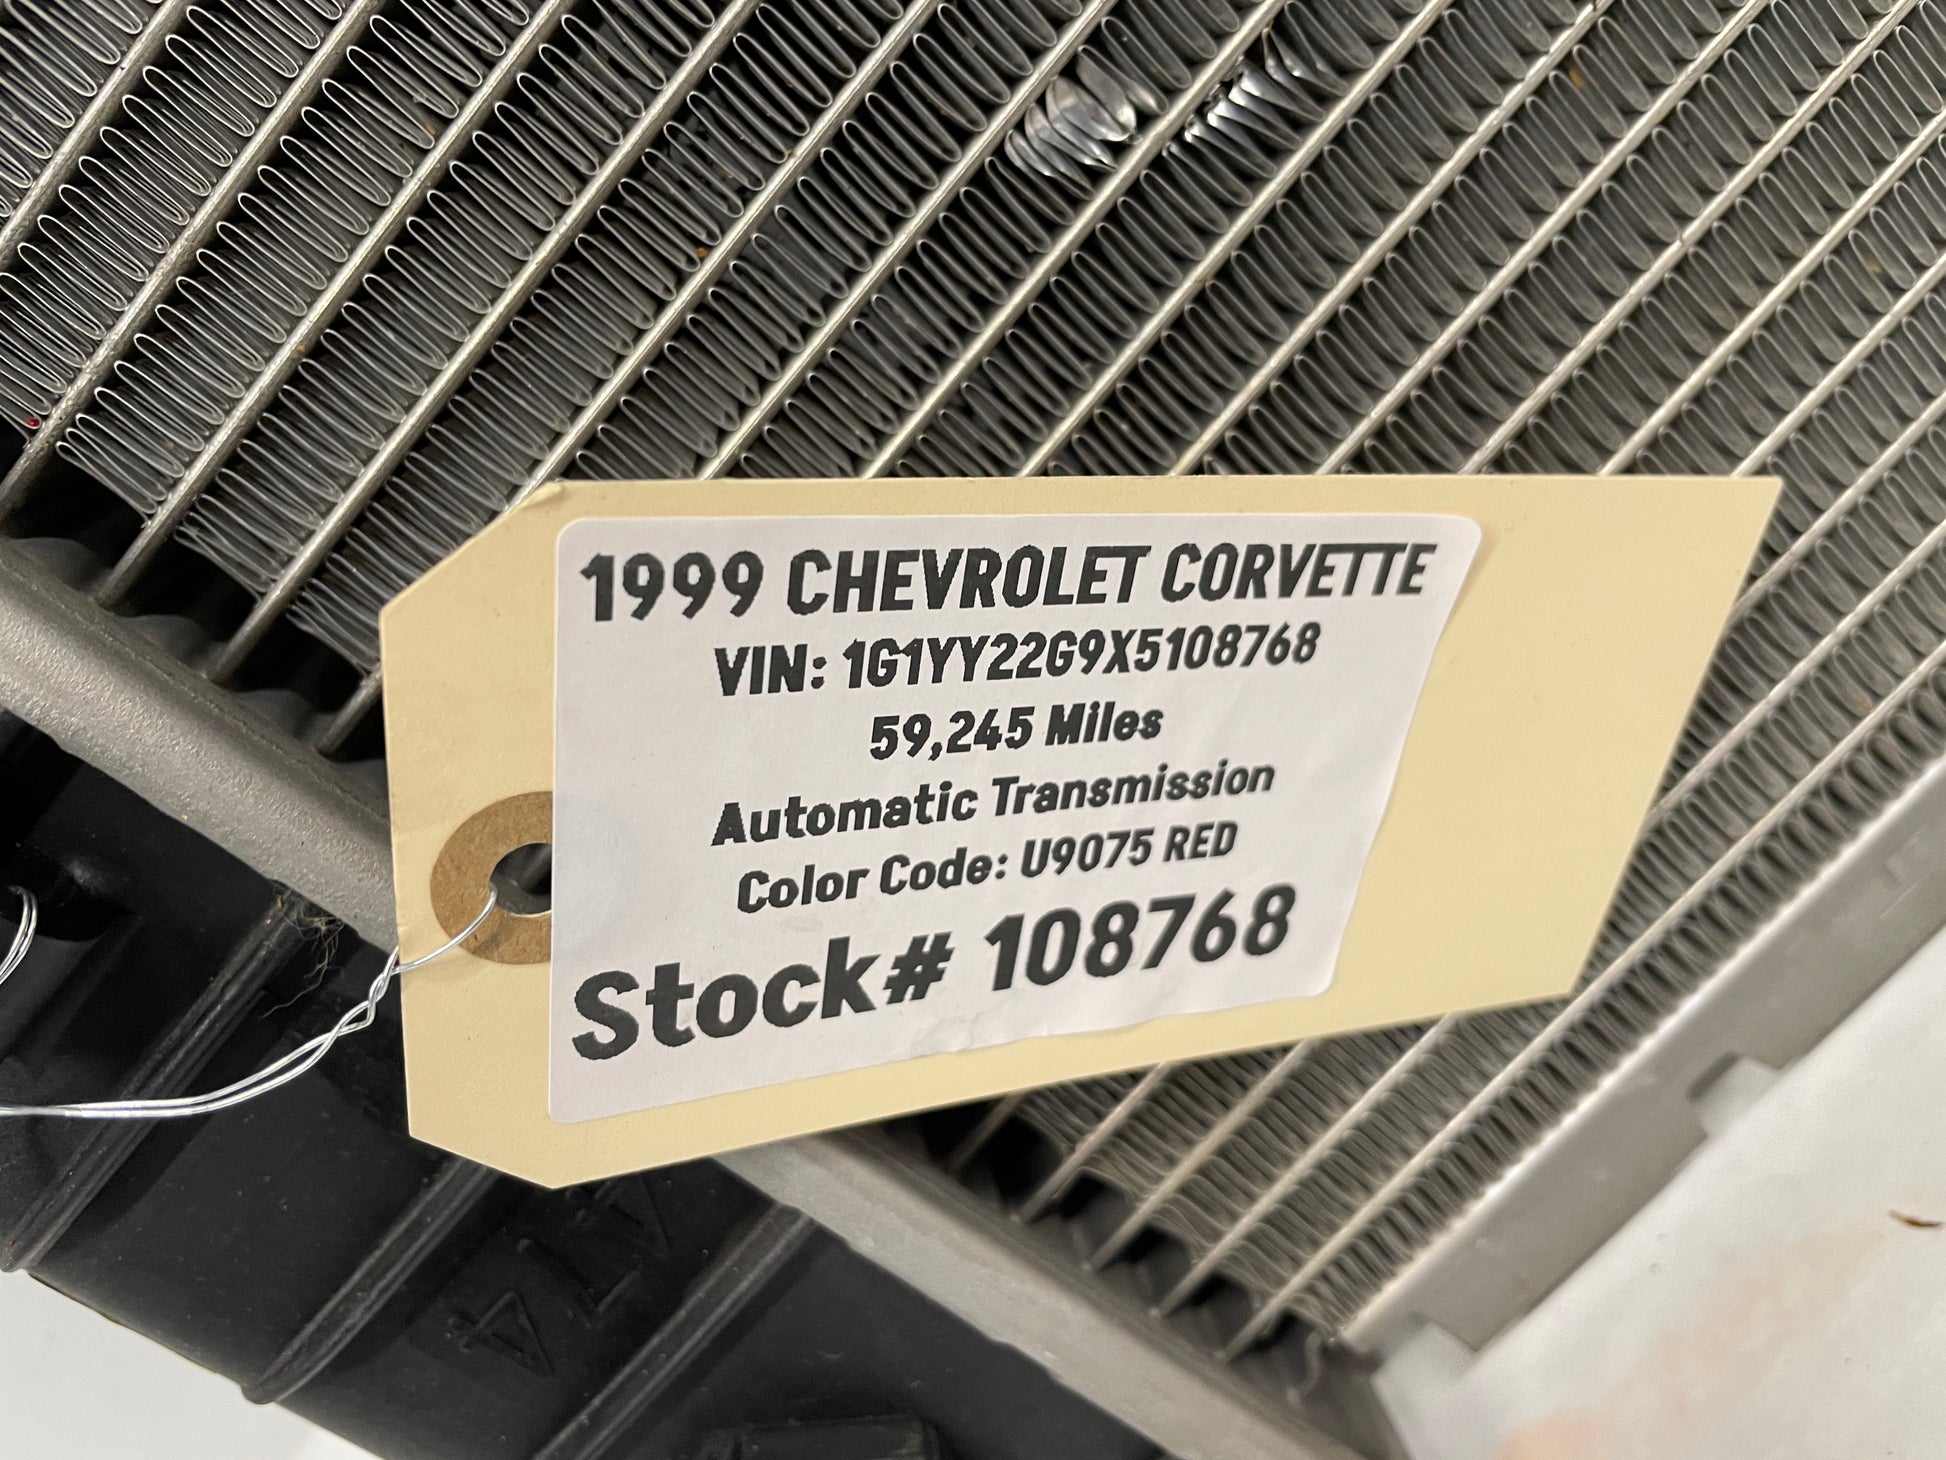 1999 CHEVROLET CORVETTE
VIN: 1G1YY22G9X5108768
59,245 Miles
Automatic Transmission
Color Code: U9075 RED
Stock# 108768